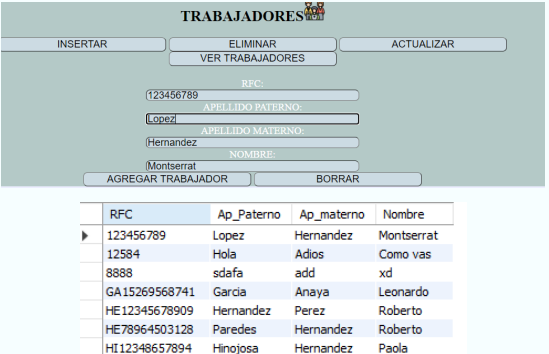 TRABAJADORES
INSERTAR ELIMINAR ACTUALIZAR
VER TRABAJADORES
RFC:
123456789
APELLIDO PATERNO:
Lopez
APELLIDO MATERNO:
Hernandez
NOMBRE:
Montserrat
AGREGAR TRABAJADOR BORRAR
RFC Ap_Paterno Ap_materno Nombre
123456789 Lopez Hernandez Montserrat
12584 Hola Adios Como vas
8888 sdafa add xd
GA15269568741 Garcia Anaya Leonardo
HE12345678909 Hernandez Perez Roberto
HE78964503128 Paredes Hernandez Roberto
HI12348657894 Hinojosa Hernandez Paola